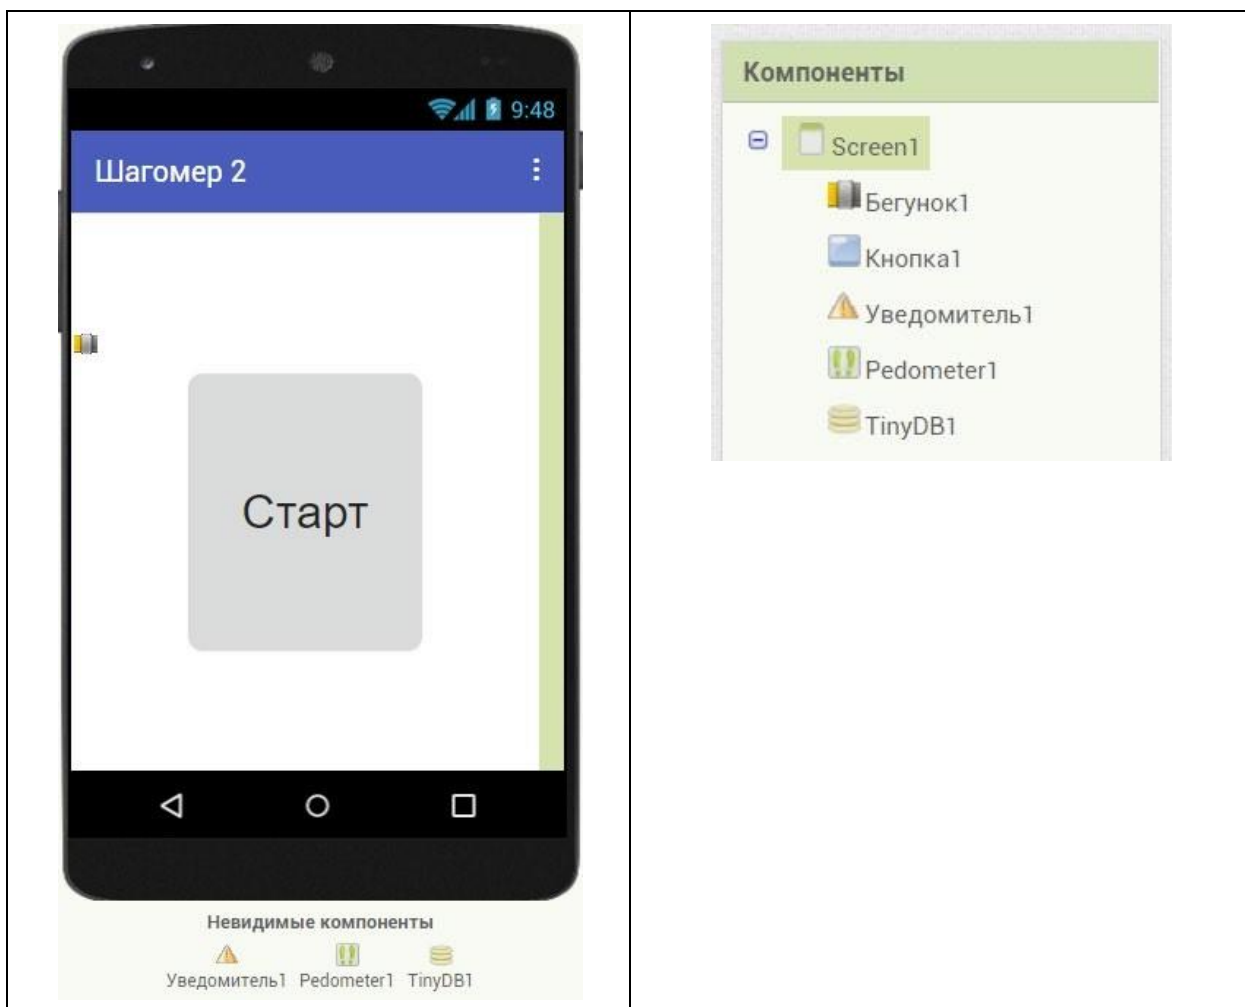 9:48
Шагомер 2
Старт
Невидимые компоненты
Уведомитель1 Pedometer1 TinyDB1
Компоненты
Screen1
Бегунок1
Кнопка1
Уведомитель1
Pedometer1
TinyDB1